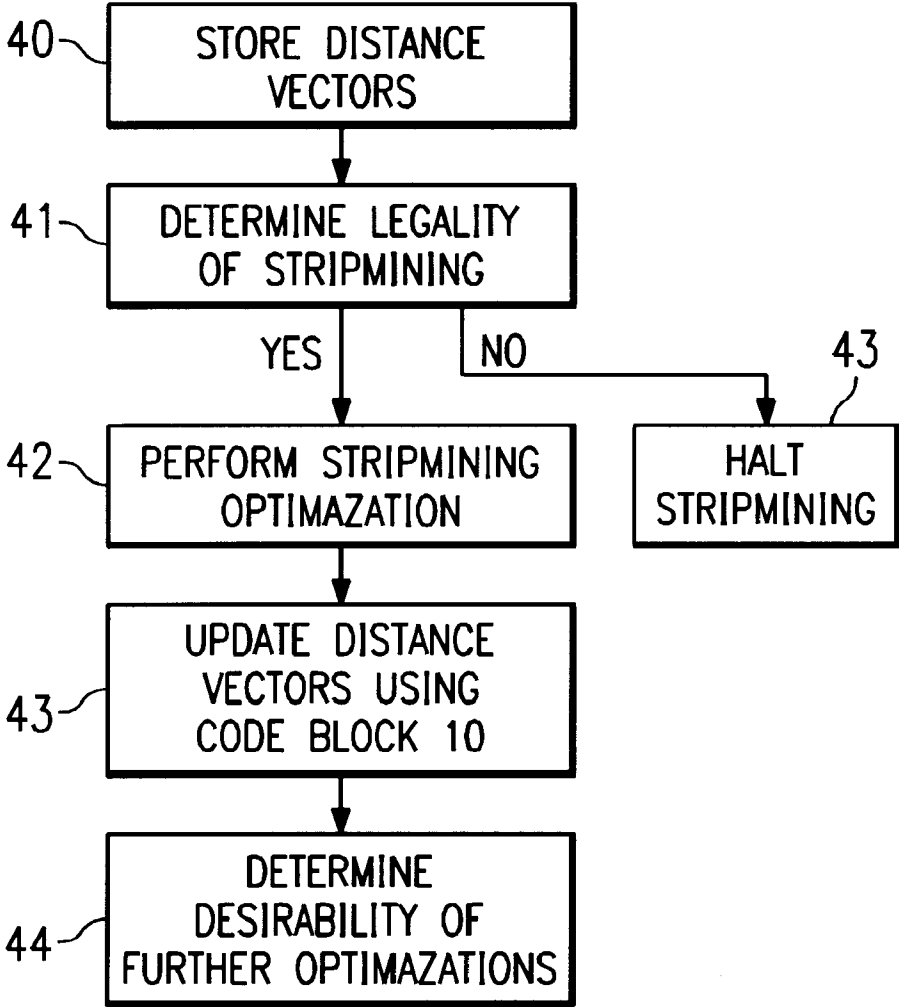 40
STORE DISTANCE
VECTORS
41
DETERMINE LEGALITY
OF STRIPMINING
YES
NO
42
PERFORM STRIPMINING
OPTIMAZATION
43
HALT
STRIPMINING
43
UPDATE DISTANCE
VECTORS USING
CODE BLOCK 10
44
DETERMINE
DESIRABILITY OF
FURTHER OPTIMAZATIONS